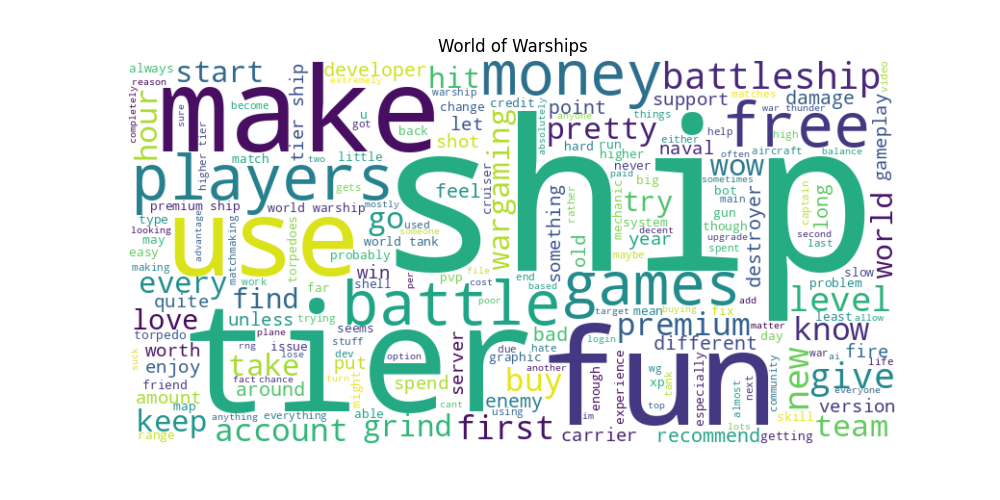 World of Warships
always
reason
start
tier ship
developer
extremely
hit
money
battleship
video
completely
sure
hour
higher tier
become
make
warship
u
got
change
back
let
shot
credit
absolutely
point
things
anyone
support
damage
war thunder
matches
gameplay
free
match
two
little
gets
players
feel
cruiser
wargaming
pretty
hard
run
higher
either
naval
help
often
aircraft
high
balance
never
paid
wow
sometimes
premium ship
mostly
world warship
type
looking
may
easy
advantage
matchmaking
use
torpedoes
go
used
someone
world tank
probably
ship
something
rather
old
try
mechanic
big
system
year
decent
maybe
bot
main
gun
though
upgrade
spent
destroyer
captain
long
second
last
world
making
work
every
quite
find
far
win
shell
per
pvp
file
cost
end
based
poor
battle
games
target
mean
buying
fix
add
slow
problem
level
least
allow
love
torpedo
unless
trying
tier
seems
stuff
dev
bad
due
hate
graphic
another
premium
different
login
day
matter
know
war
ai
fire
life
everyone
worth
enjoy
suck
plane
rng
issue
lose
take
put
option
server
fun
enough
experience
wg
xp
tank
especially
top
almost
next
community
new
give
friend
amount
fact
chance
around
turn
might
spend
buy
enemy
using
cant
able
im
lots
skill
version
keep
map
range
anything
everything
account
grind
first
carrier
recommend
getting
team